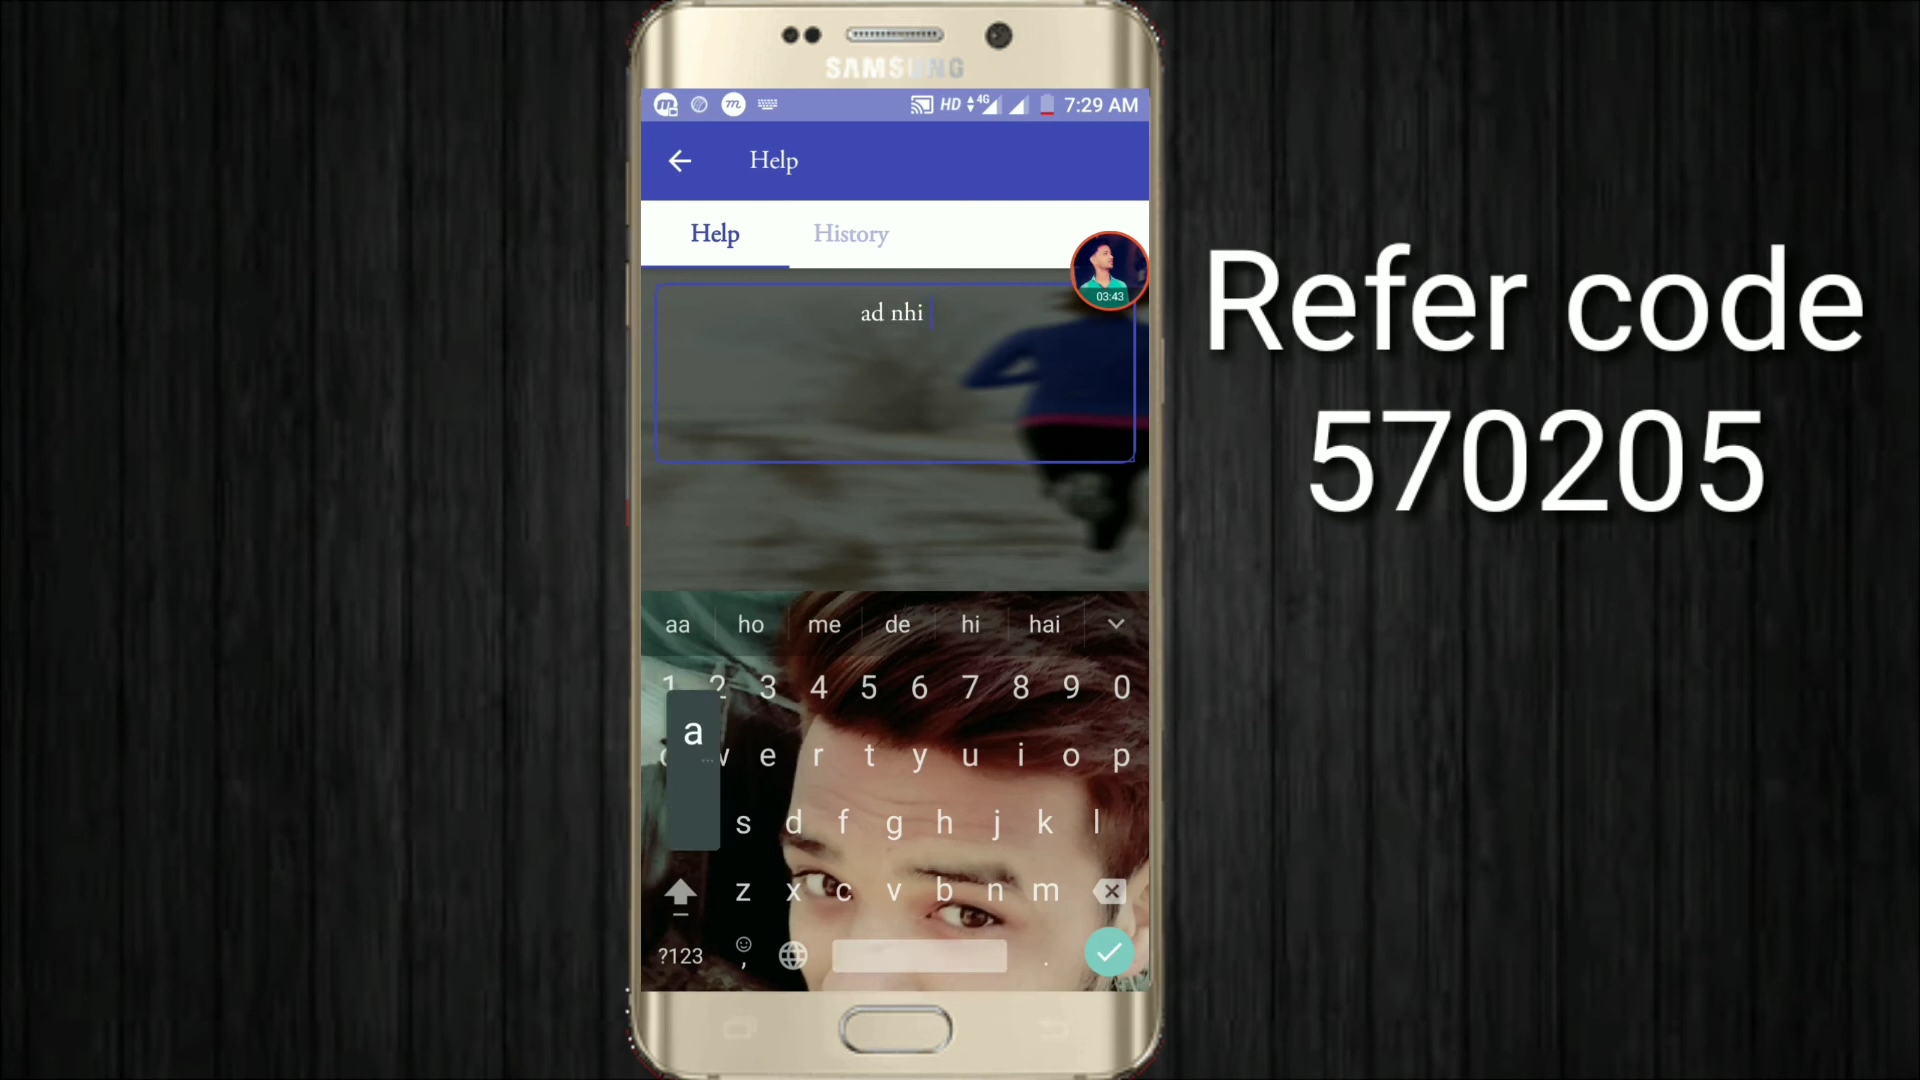 SAMSUNG
m m HD 4G 7:29 AM
Help
Help History
03:43
ad nhi
aa ho me de hi hai
1 2 3 4 5 6 7 8 9 0
a
e r t y u i o p
s d f g h j k l
z x c v b n m
?123 , .
Refer code
570205